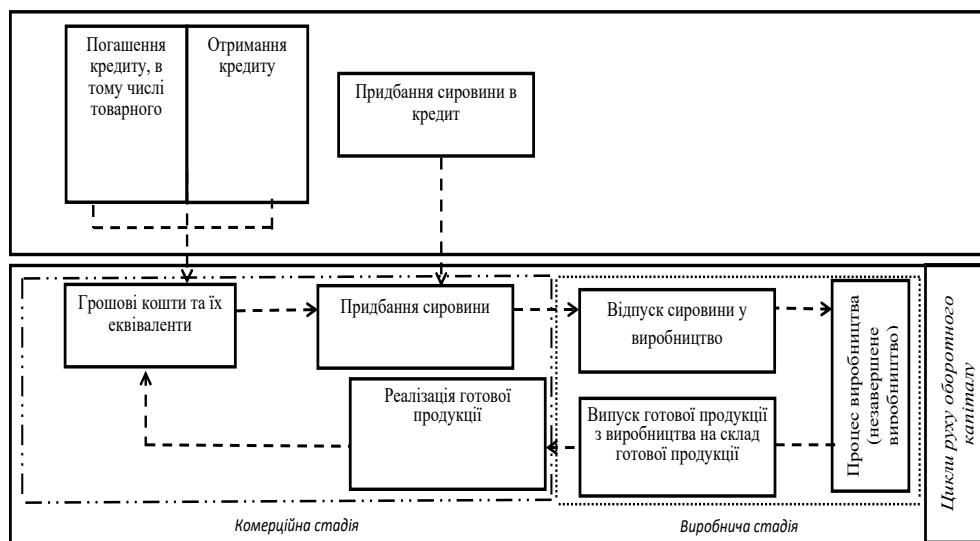 Погашення
кредиту, в
тому числі
товарного
Отримання
кредиту
Придбання сировини в
кредит
Грошові кошти та їх
еквіваленти
Придбання сировини
Відпуск сировини у
виробництво
Процес виробництва
(незавершене
виробництво)
Реалізація готової
продукції
Випуск готової продукції
з виробництва на склад
готової продукції
Цикли руху оборотного
капіталу
Комерційна стадія
Виробнича стадія